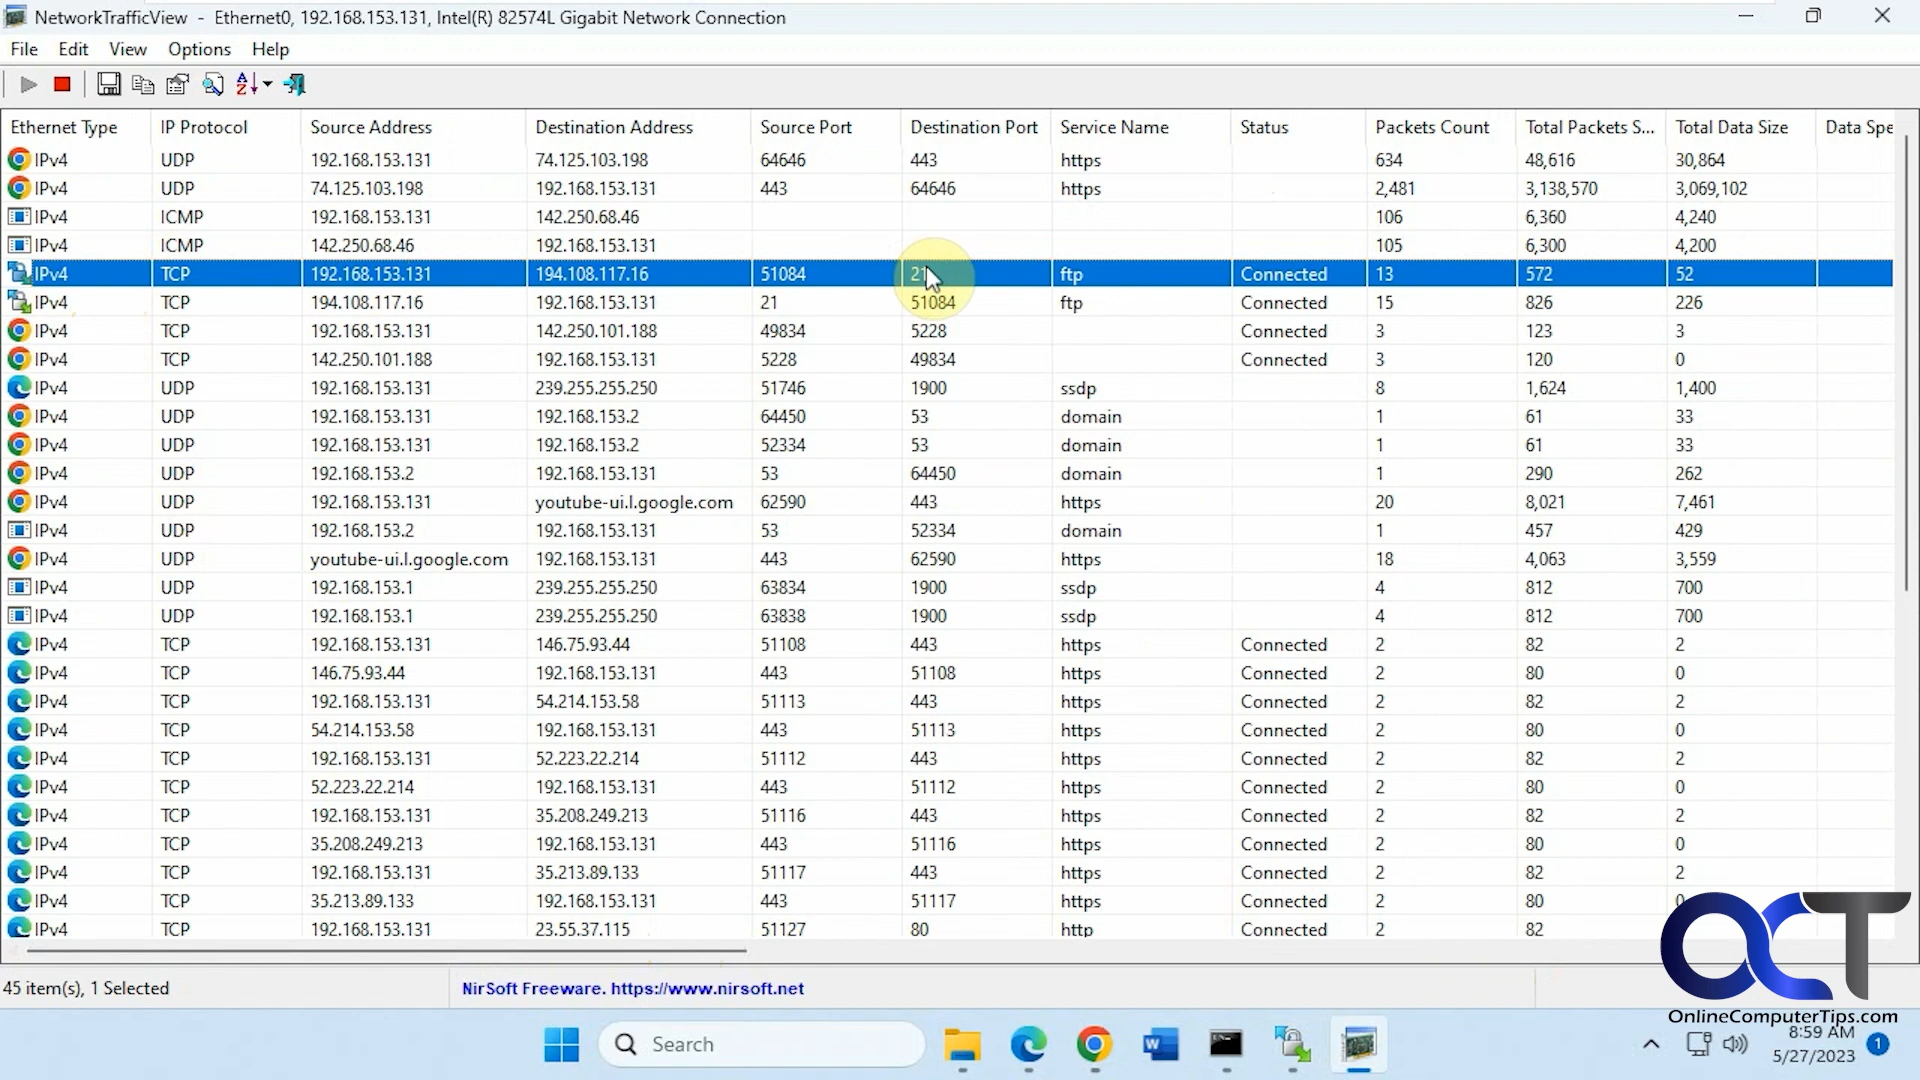 NetworkTrafficView - Ethernet0, 192.168.153.131, Intel(R) 82574L Gigabit Network Connection
File Edit View Options Help
Ethernet Type IP Protocol Source Address Destination Address Source Port Destination Port Service Name Status Packets Count Total Packets S... Total Data Size Data Spe
IPv4 UDP 192.168.153.131 74.125.103.198 64646 443 https 634 48,616 30,864
IPv4 UDP 74.125.103.198 192.168.153.131 443 64646 https 2,481 3,138,570 3,069,102
IPv4 ICMP 192.168.153.131 142.250.68.46 106 6,360 4,240
IPv4 ICMP 142.250.68.46 192.168.153.131 105 6,300 4,200
IPv4 TCP 192.168.153.131 194.108.117.16 51084 21 ftp Connected 13 572 52
IPv4 TCP 194.108.117.16 192.168.153.131 21 51084 ftp Connected 15 826 226
IPv4 TCP 192.168.153.131 142.250.101.188 49834 5228 Connected 3 123 3
IPv4 TCP 142.250.101.188 192.168.153.131 5228 49834 Connected 3 120 0
IPv4 UDP 192.168.153.131 239.255.255.250 51746 1900 ssdp 8 1,624 1,400
IPv4 UDP 192.168.153.131 192.168.153.2 64450 53 domain 1 61 33
IPv4 UDP 192.168.153.131 192.168.153.2 52334 53 domain 1 61 33
IPv4 UDP 192.168.153.2 192.168.153.131 53 64450 domain 1 290 262
IPv4 UDP 192.168.153.131 youtube-ui.l.google.com 62590 443 https 20 8,021 7,461
IPv4 UDP 192.168.153.2 192.168.153.131 53 52334 domain 1 457 429
IPv4 UDP youtube-ui.l.google.com 192.168.153.131 443 62590 https 18 4,063 3,559
IPv4 UDP 192.168.153.1 239.255.255.250 63834 1900 ssdp 4 812 700
IPv4 UDP 192.168.153.1 239.255.255.250 63838 1900 ssdp 4 812 700
IPv4 TCP 192.168.153.131 146.75.93.44 51108 443 https Connected 2 82 2
IPv4 TCP 146.75.93.44 192.168.153.131 443 51108 https Connected 2 80 0
IPv4 TCP 192.168.153.131 54.214.153.58 51113 443 https Connected 2 82 2
IPv4 TCP 54.214.153.58 192.168.153.131 443 51113 https Connected 2 80 0
IPv4 TCP 192.168.153.131 52.223.22.214 51112 443 https Connected 2 82 2
IPv4 TCP 52.223.22.214 192.168.153.131 443 51112 https Connected 2 80 0
IPv4 TCP 192.168.153.131 35.208.249.213 51116 443 https Connected 2 82 2
IPv4 TCP 35.208.249.213 192.168.153.131 443 51116 https Connected 2 80 0
IPv4 TCP 192.168.153.131 35.213.89.133 51117 443 https Connected 2 82 2
IPv4 TCP 35.213.89.133 192.168.153.131 443 51117 https Connected 2 80 0
IPv4 TCP 192.168.153.131 23.55.37.115 51127 80 http Connected 2 82
45 item(s), 1 Selected NirSoft Freeware. https://www.nirsoft.net
OCT
OnlineComputerTips.com
Search
8:59 AM
5/27/2023
1